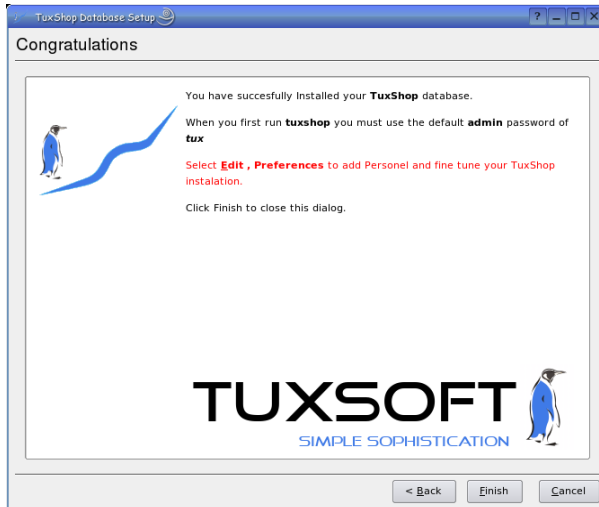 TuxShop Database Setup
Congratulations
You have succesfully Installed your TuxShop database.
When you first run tuxshop you must use the default admin password of
tux
Select Edit , Preferences to add Personel and fine tune your TuxShop
instalation.
Click Finish to close this dialog.
TUXSOFT
SIMPLE SOPHISTICATION
< Back Finish Cancel